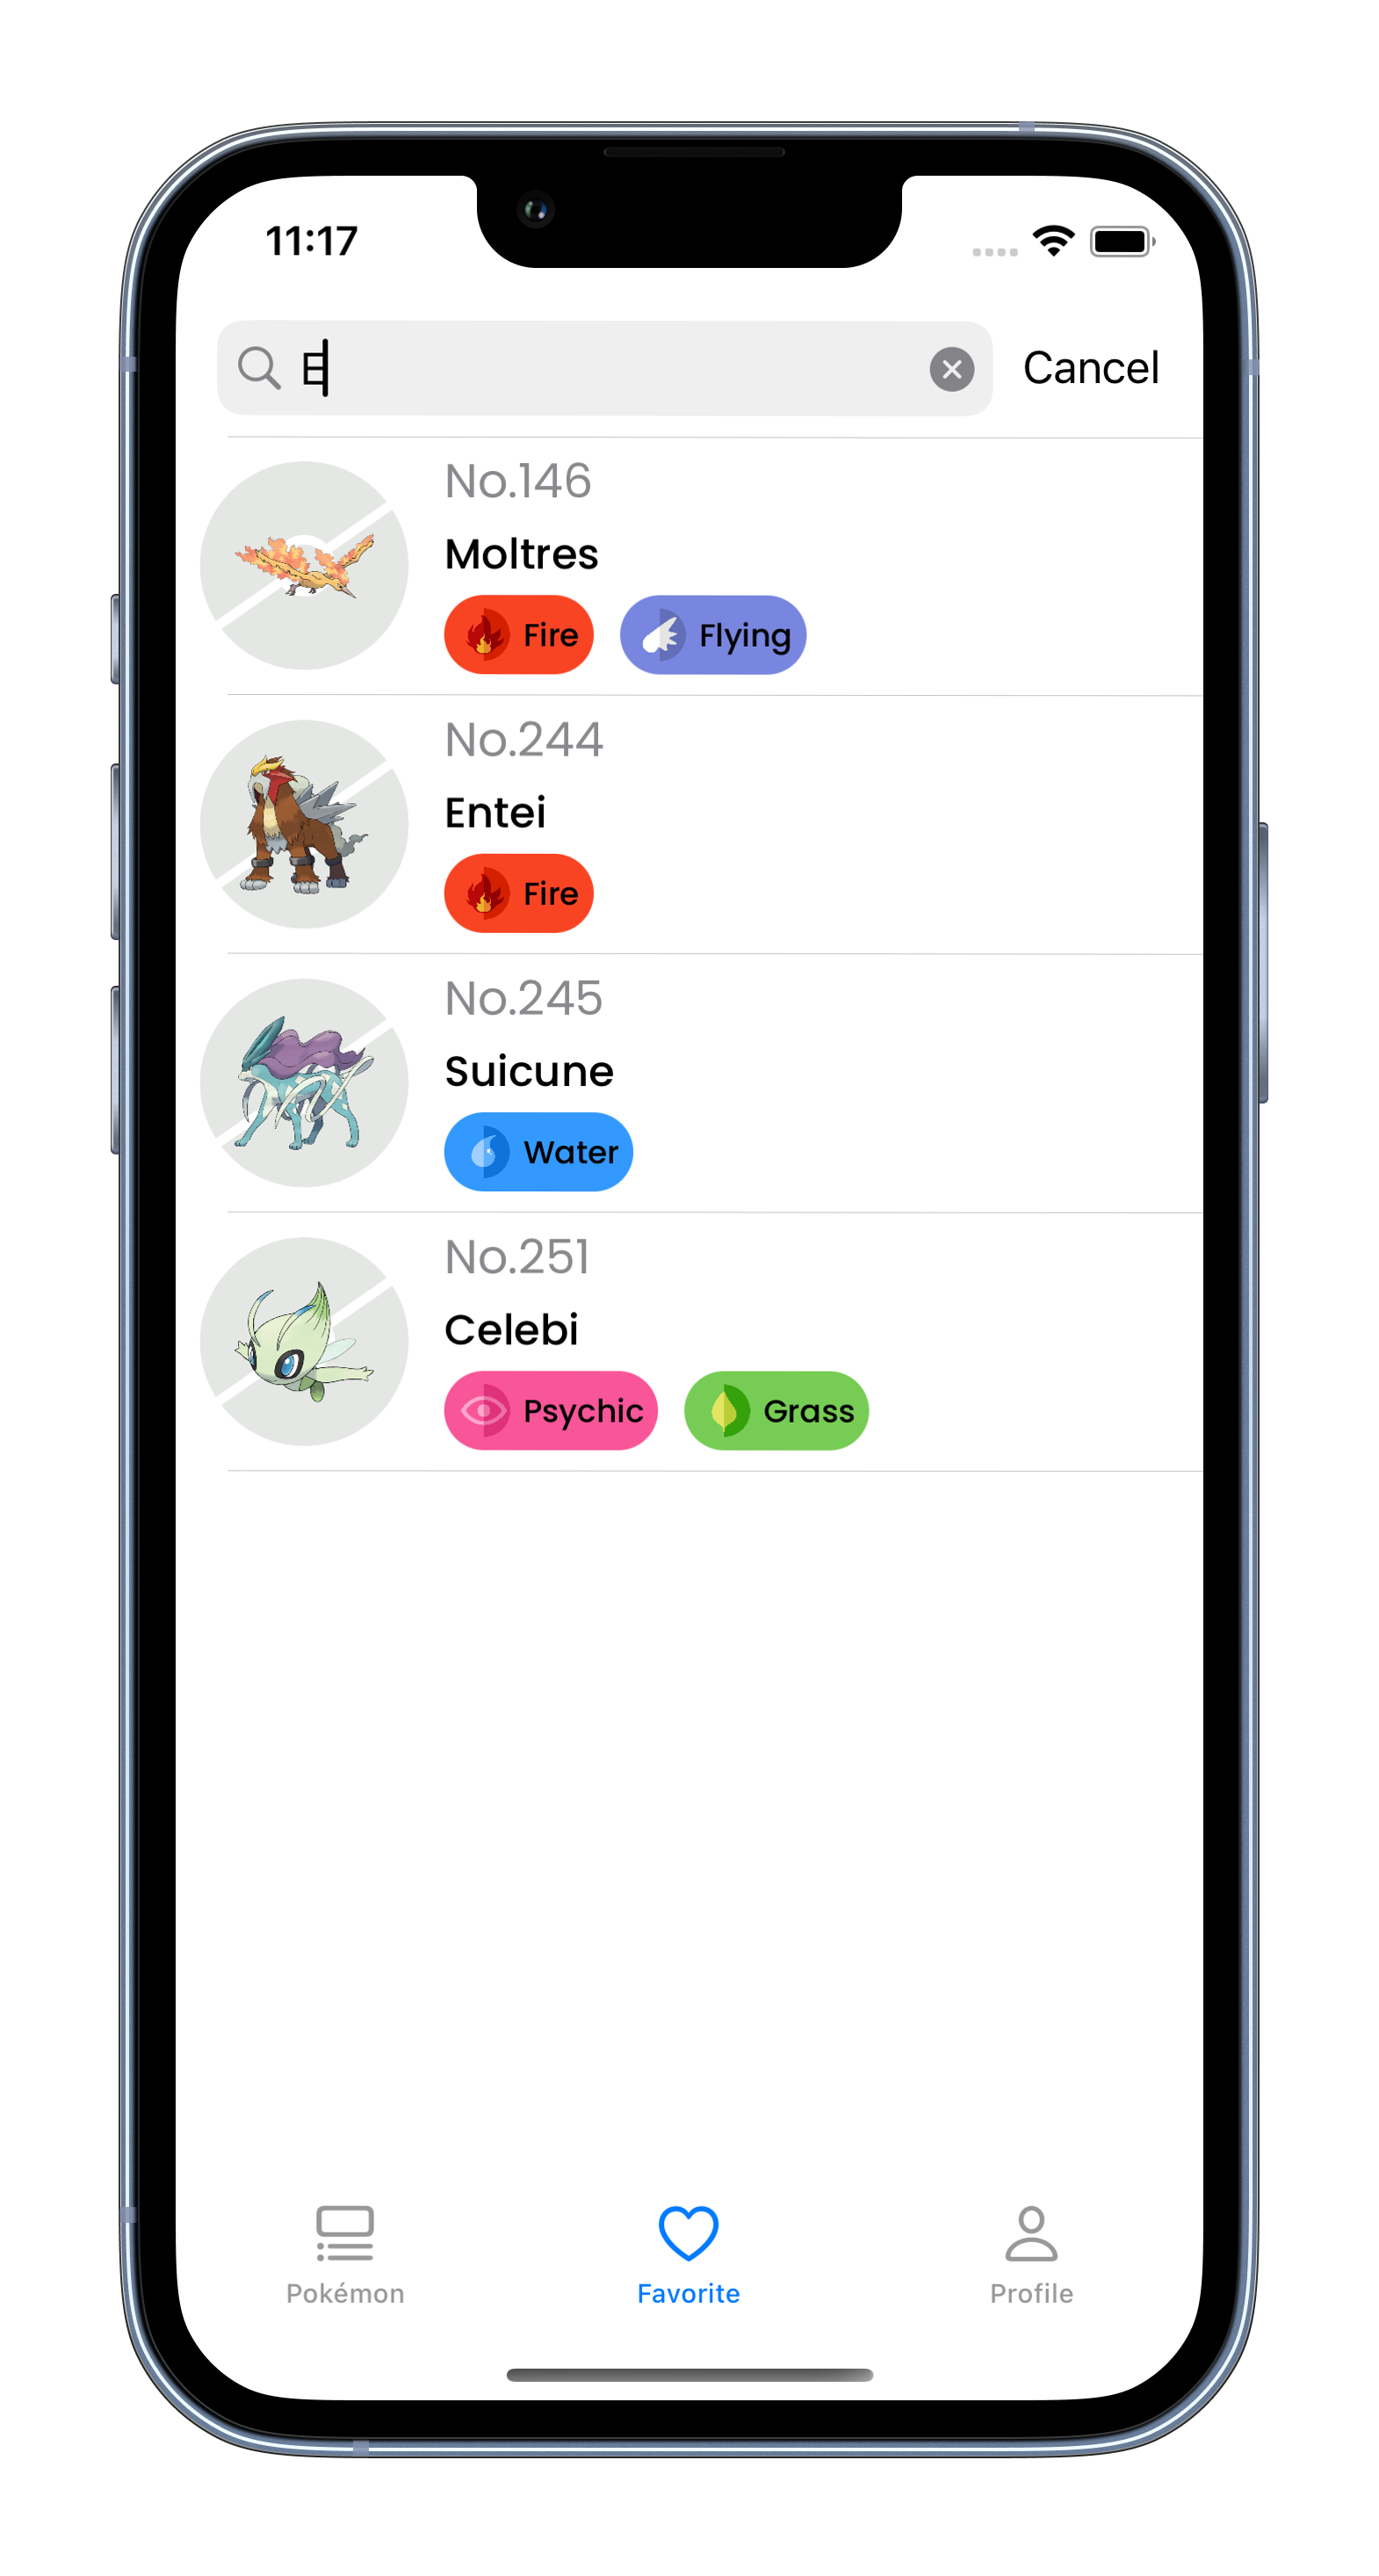 11:17
E Cancel
No.146
Moltres
Fire Flying
No.244
Entei
Fire
No.245
Suicune
Water
No.251
Celebi
Psychic Grass
Pokémon Favorite Profile